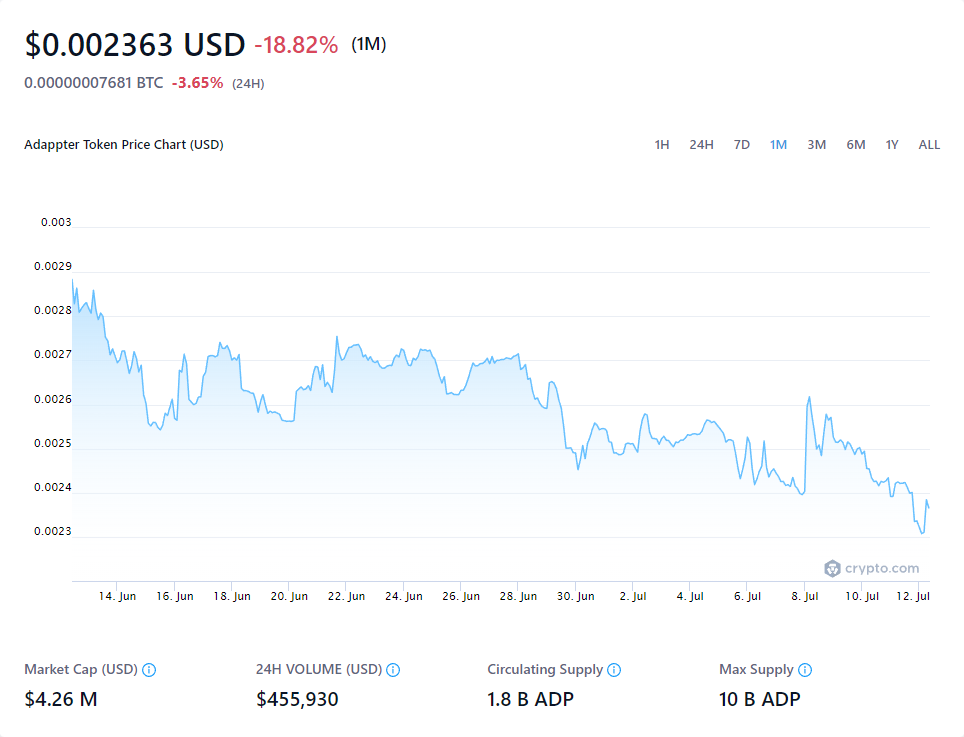 $0.002363 USD -18.82% (1M)
0.00000007681 BTC -3.65% (24H)
Adappter Token Price Chart (USD) 1H 24H 7D 1M 3M 6M 1Y ALL
0.003
0.0029
0.0028
0.0027
0.0026
0.0025
0.0024
0.0023
crypto.com
14. Jun 16. Jun 18. Jun 20. Jun 22. Jun 24. Jun 26. Jun 28. Jun 30. Jun 2. Jul 4. Jul 6. Jul 8. Jul 10. Jul 12. Jul
Market Cap (USD) 24H VOLUME (USD) Circulating Supply Max Supply
$4.26 M $455,930 1.8 B ADP 10 B ADP